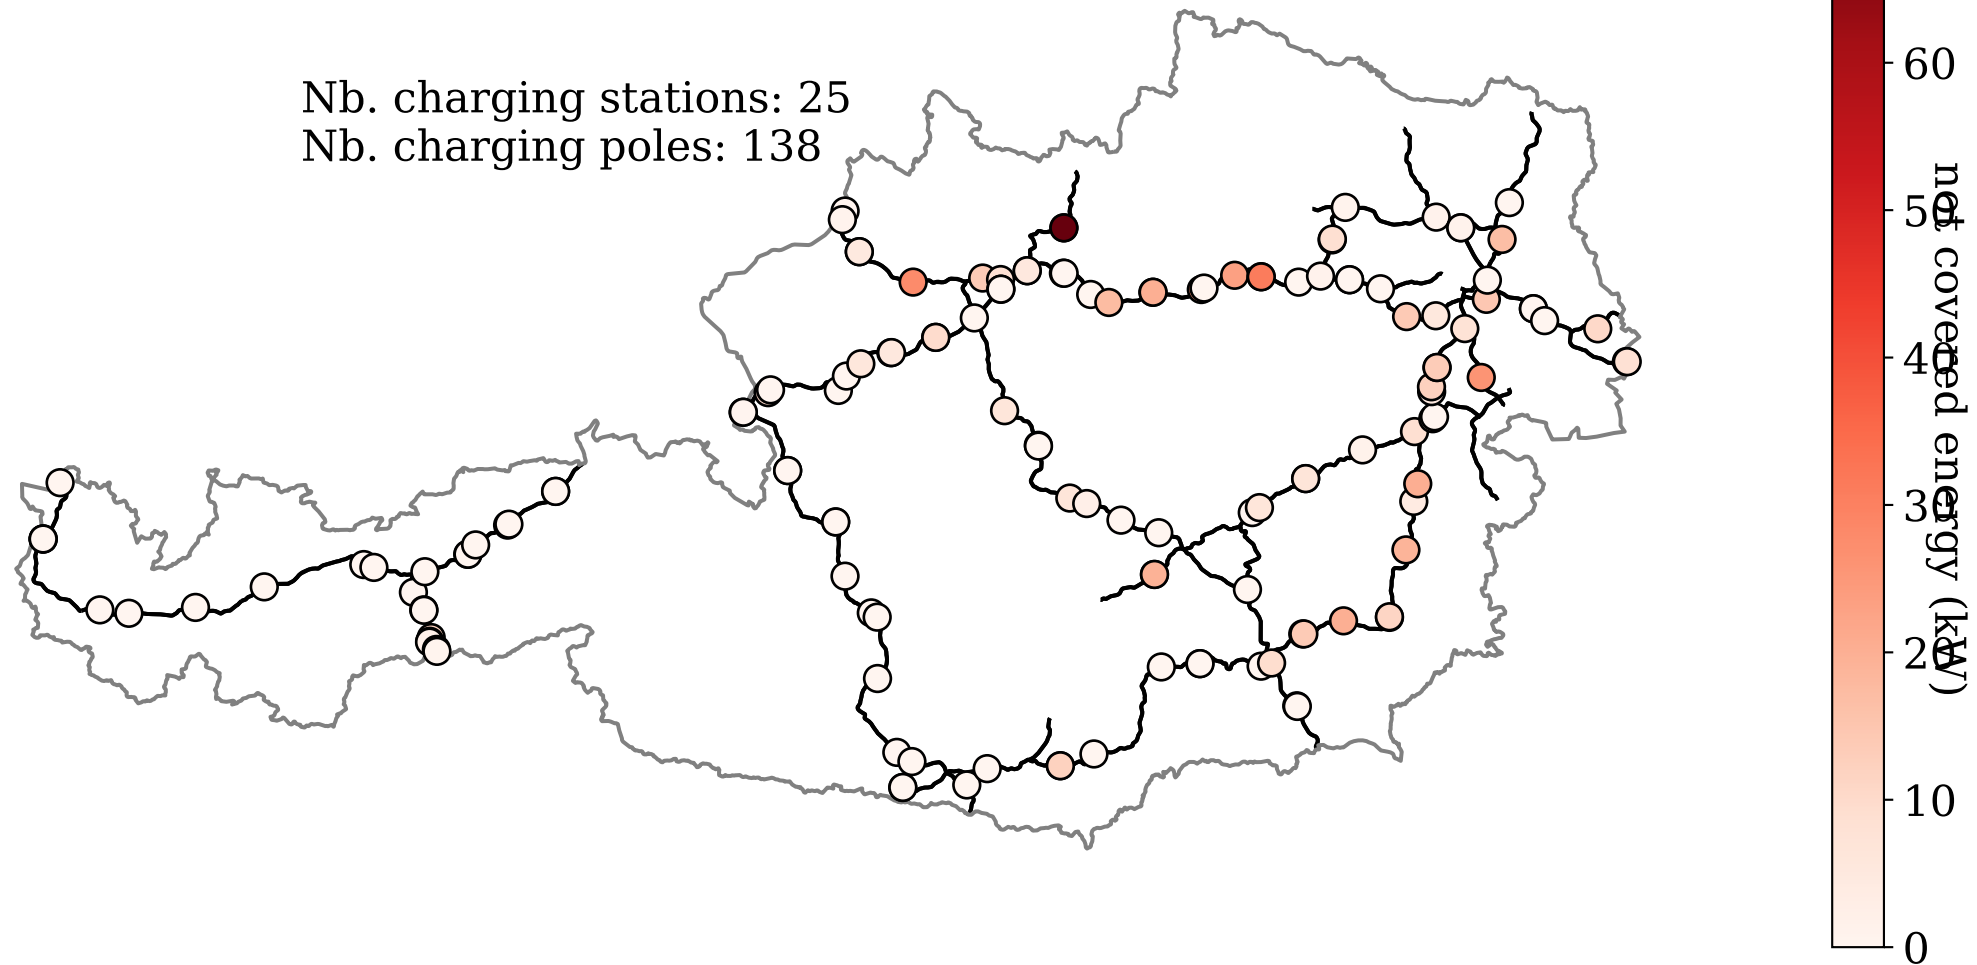 Nb. charging stations: 25
Nb. charging poles: 138
60
50
40
30
20
10
0
not covered energy (kW)